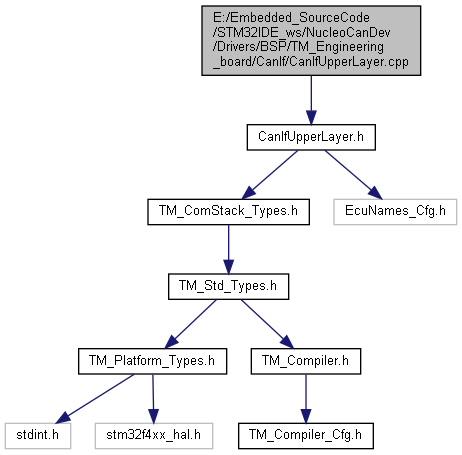 E:/Embedded_SourceCode
/STM32IDE_ws/NucleoCanDev
/Drivers/BSP/TM_Engineering
_board/CanIf/CanIfUpperLayer.cpp
CanIfUpperLayer.h
TM_ComStack_Types.h
EcuNames_Cfg.h
TM_Std_Types.h
TM_Platform_Types.h
TM_Compiler.h
stdint.h
stm32f4xx_hal.h
TM_Compiler_Cfg.h